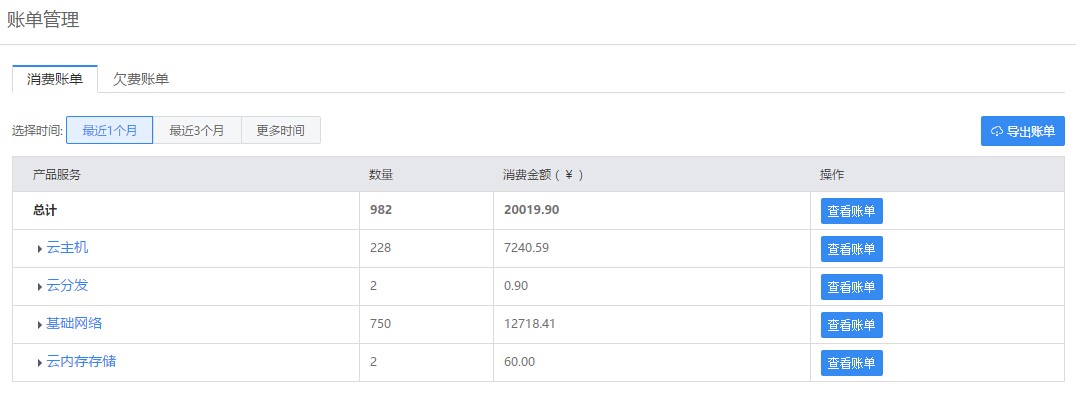 账单管理
消费账单 欠费账单
选择时间: 最近1个月 最近3个月 更多时间 导出账单
产品服务 数量 消费金额 ( ¥ ) 操作
总计 982 20019.90 查看账单
云主机 228 7240.59 查看账单
云分发 2 0.90 查看账单
基础网络 750 12718.41 查看账单
云内存存储 2 60.00 查看账单